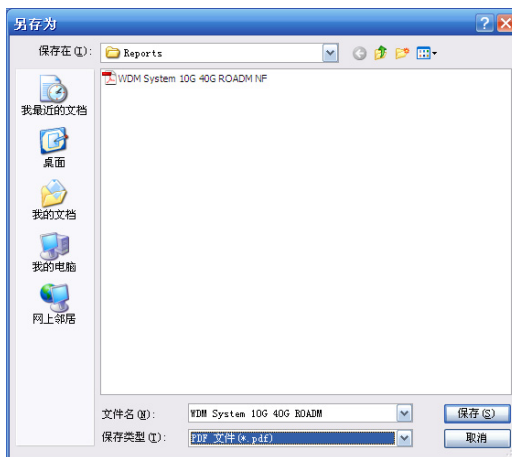 另存为
保存在(I):
Reports
WDM System 10G 40G ROADM NF
我最近的文档
桌面
我的文档
我的电脑
网上邻居
文件名(N):
WDM System 10G 40G ROADM
保存(S)
保存类型(T):
PDF 文件(*.pdf)
取消